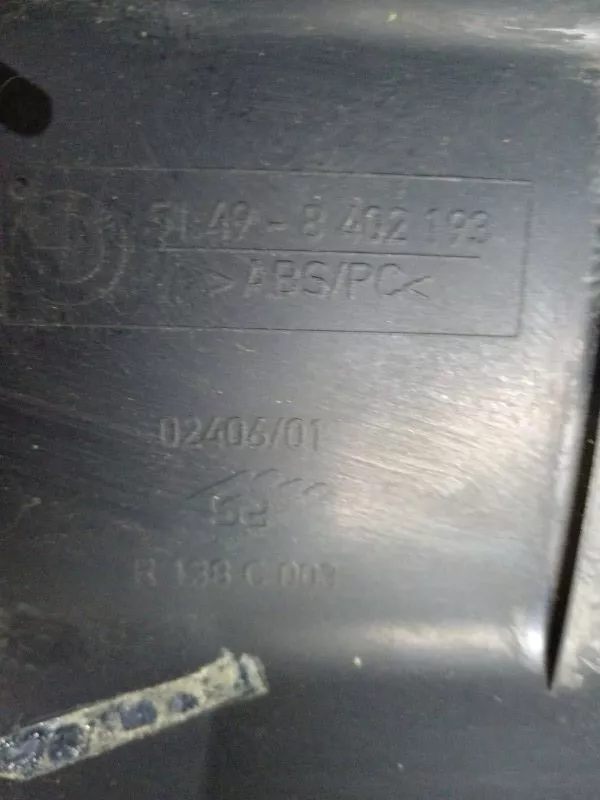 51.49 - 8 402 193
>ABS/PC<
02406/01
R 138 C 003